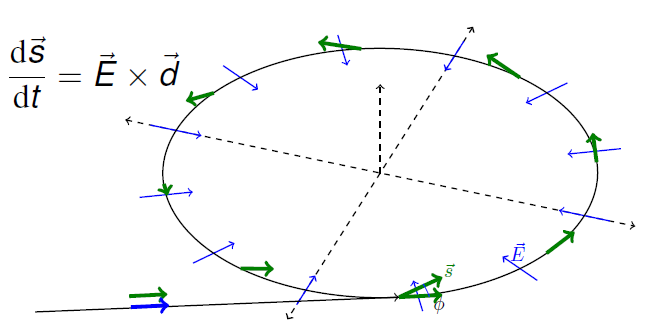 d𝑠⃗/dt = E⃗ × d⃗
E⃗
s⃗
ϕ